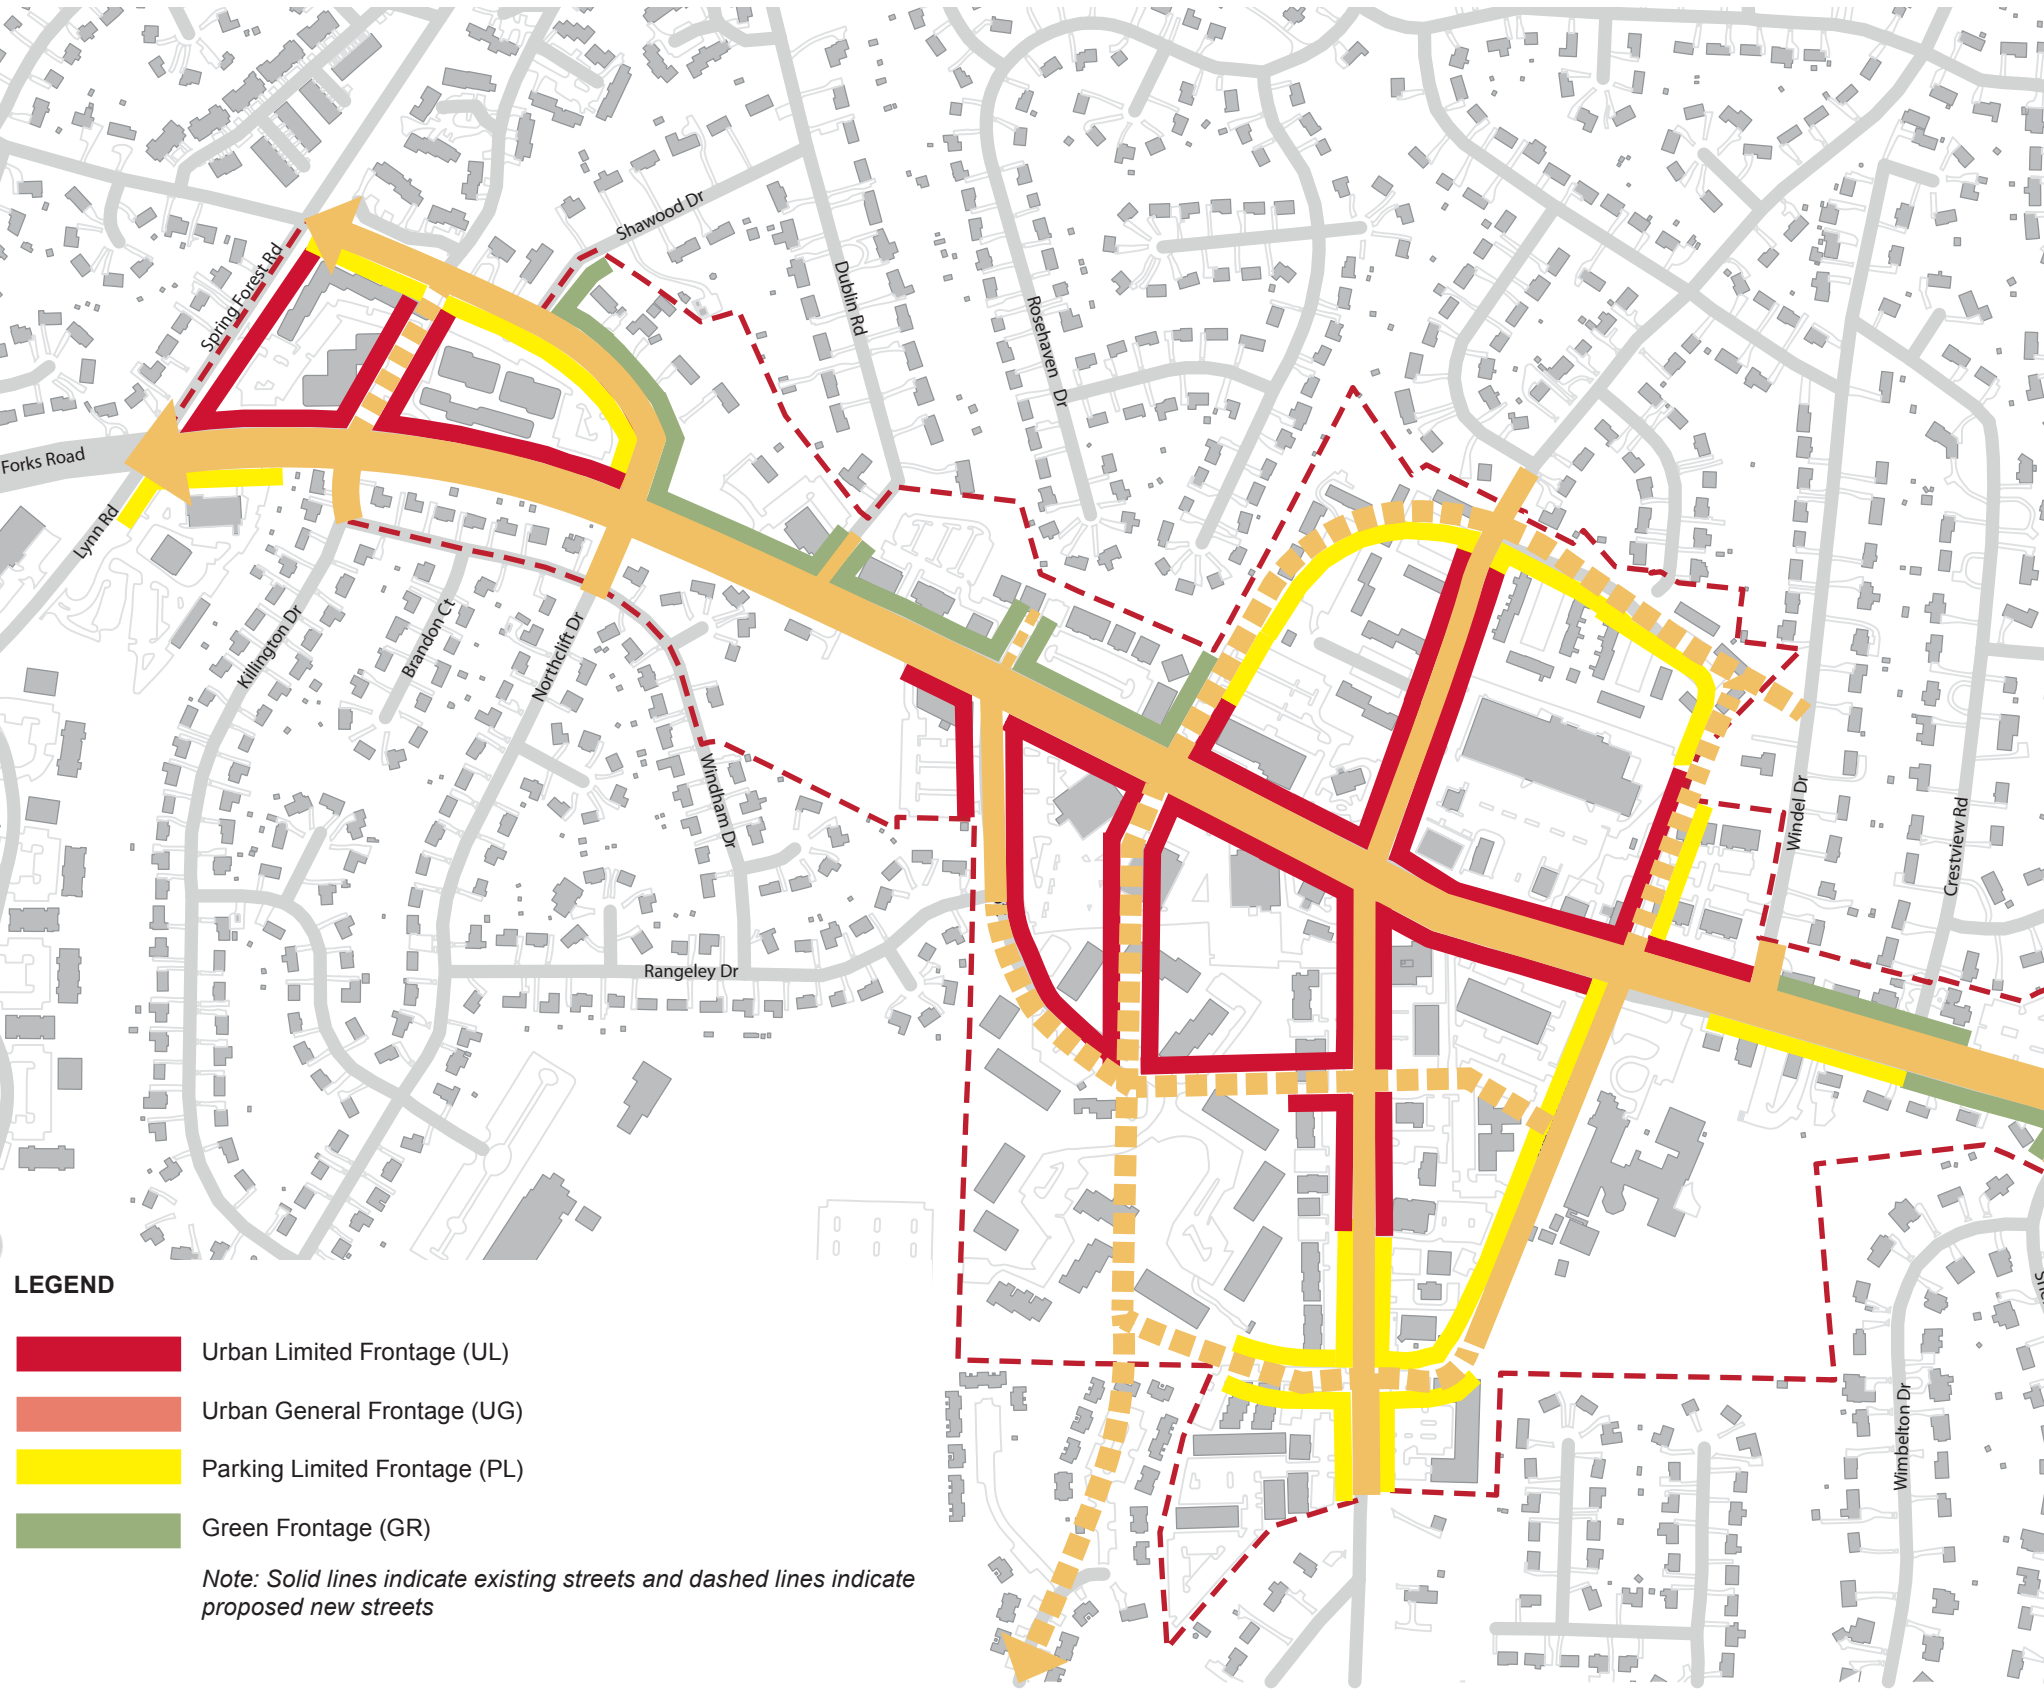 Shawood Dr
Spring Forest Rd
Dublin Rd
Rosehaven Dr
Forks Road
Lynn Rd
Killington Dr
Brandon Ct
Northclift Dr
Windham Dr
Windel Dr
Crestview Rd
Rangeley Dr
Wimbelton Dr
LEGEND
Urban Limited Frontage (UL)
Urban General Frontage (UG)
Parking Limited Frontage (PL)
Green Frontage (GR)
Note: Solid lines indicate existing streets and dashed lines indicate
proposed new streets